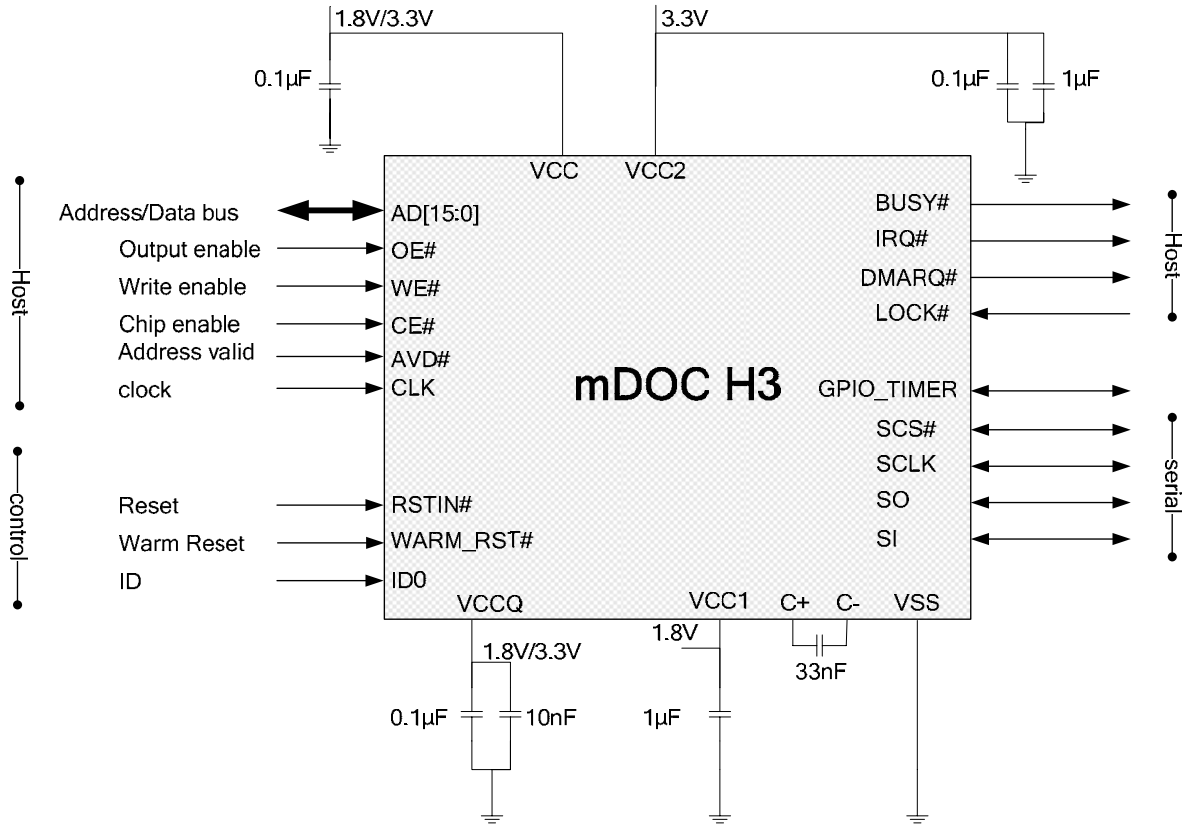 1.8V/3.3V
3.3V
0.1µF
0.1µF
1µF
VCC
VCC2
Host
Address/Data bus
AD[15:0]
Output enable
OE#
Write enable
WE#
Chip enable
CE#
Address valid
AVD#
clock
CLK
mDOC H3
BUSY#
IRQ#
DMARQ#
LOCK#
Host
GPIO_TIMER
SCS#
SCLK
SO
SI
serial
control
Reset
RSTIN#
Warm Reset
WARM_RST#
ID
ID0
VCCQ
VCC1
C+
C-
VSS
1.8V/3.3V
1.8V
33nF
0.1µF
10nF
1µF